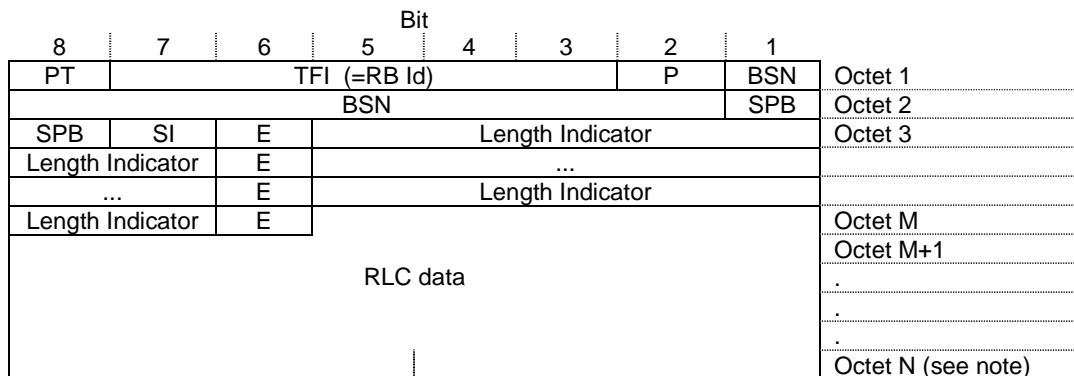 Bit
8 7 6 5 4 3 2 1
PT TFI (=RB Id) P BSN Octet 1
BSN SPB Octet 2
SPB SI E Length Indicator Octet 3
Length Indicator E ...
... E Length Indicator
Length Indicator E Octet M
Octet M+1
RLC data .
.
.
Octet N (see note)